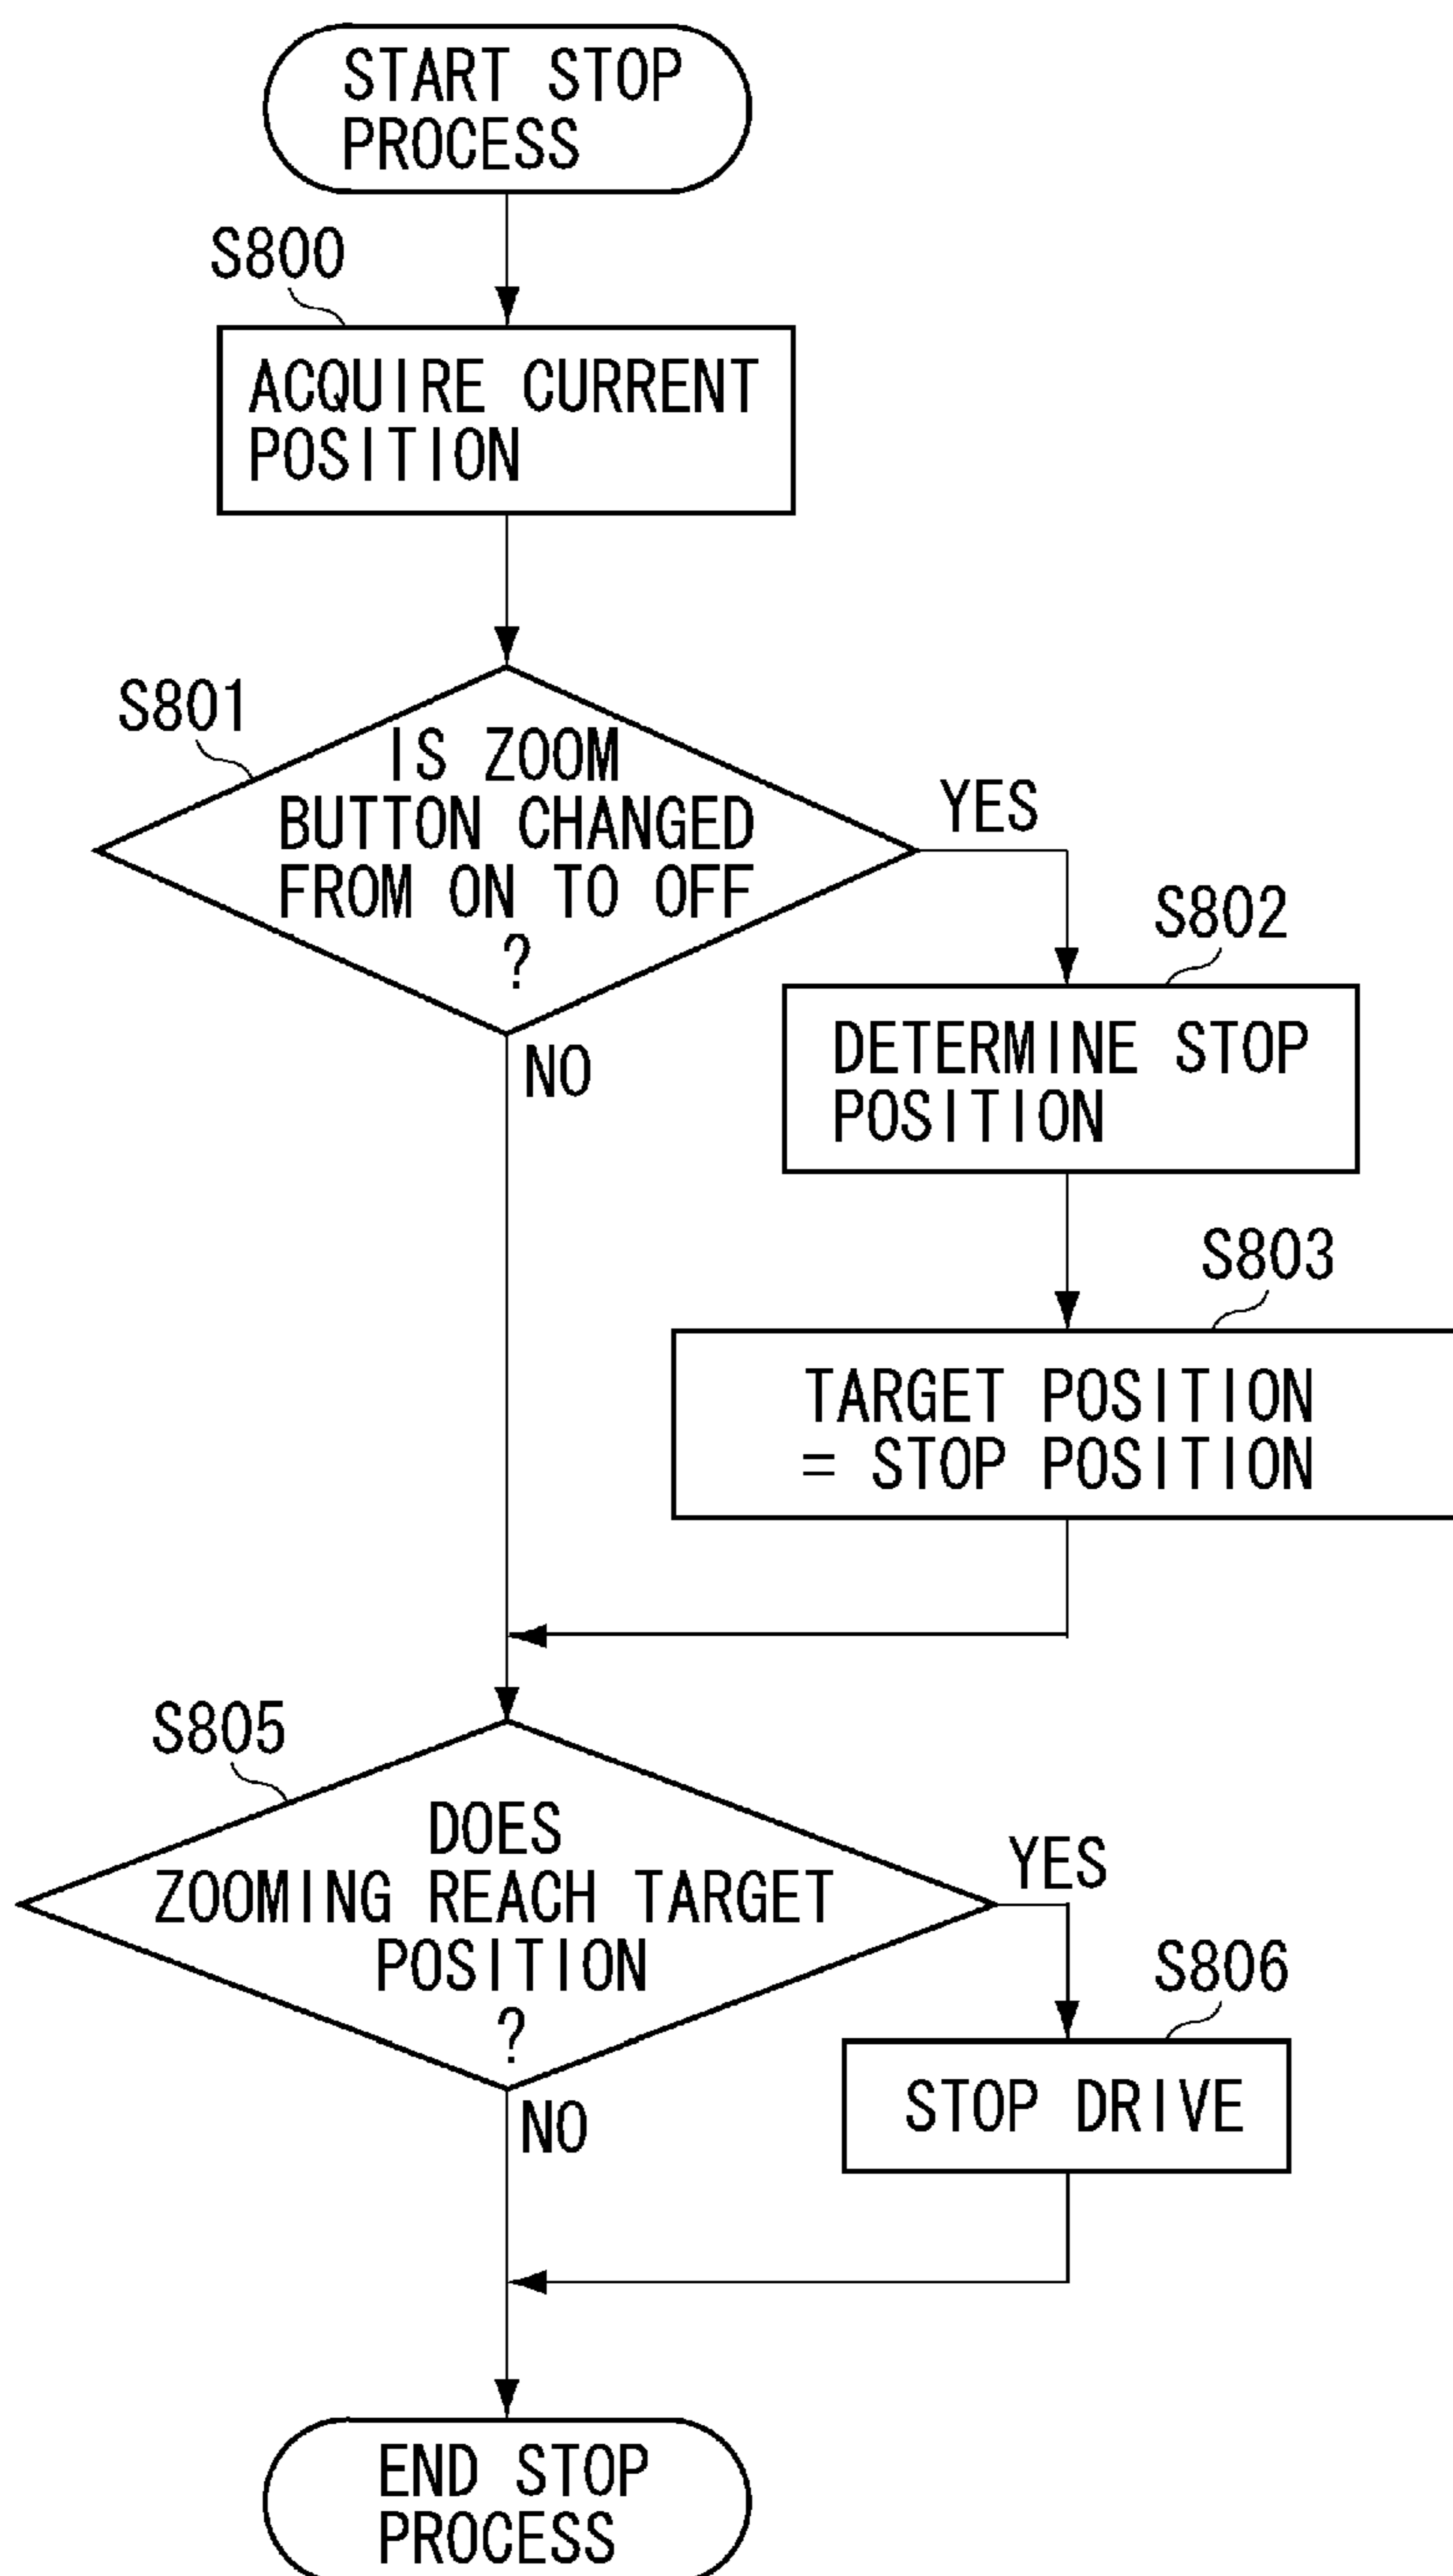 START STOP
PROCESS
S800
ACQUIRE CURRENT
POSITION
S801
IS ZOOM
BUTTON CHANGED
FROM ON TO OFF
?
YES
NO
S802
DETERMINE STOP
POSITION
S803
TARGET POSITION
= STOP POSITION
S805
DOES
ZOOMING REACH TARGET
POSITION
?
YES
NO
S806
STOP DRIVE
END STOP
PROCESS